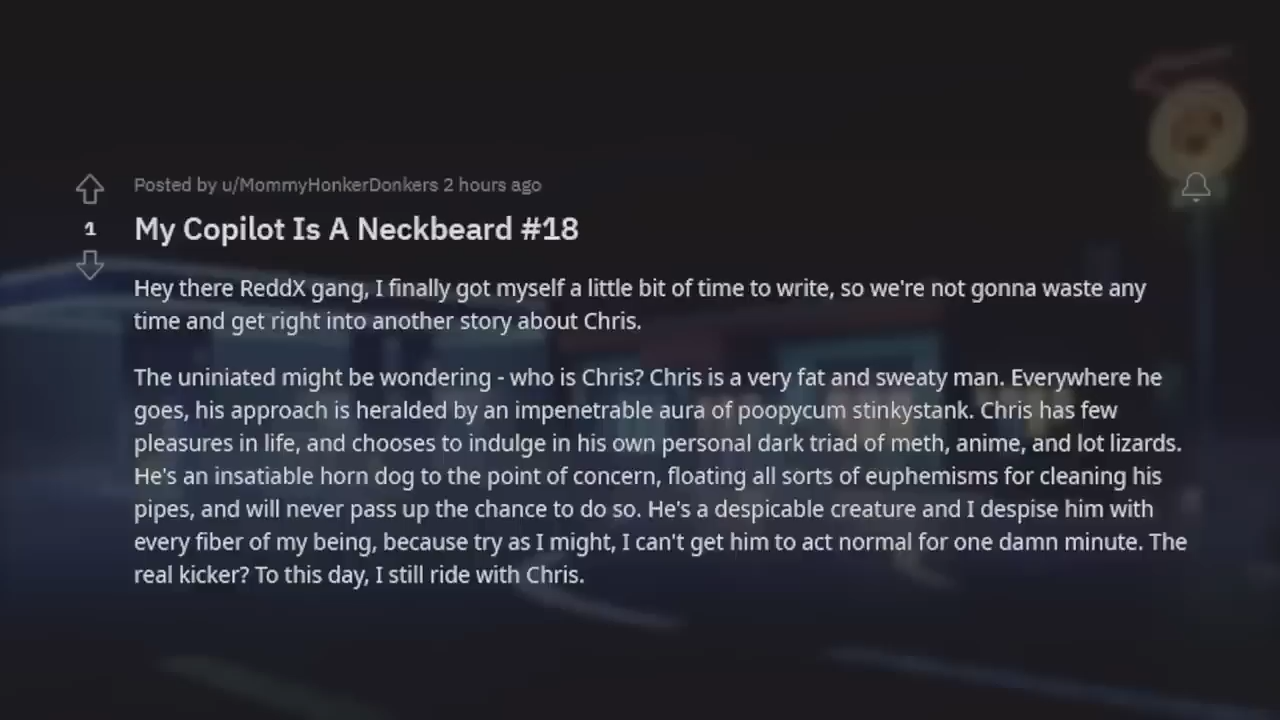 Posted by u/MommyHonkerDonkers 2 hours ago
1
My Copilot Is A Neckbeard #18
Hey there ReddX gang, I finally got myself a little bit of time to write, so we're not gonna waste any
time and get right into another story about Chris.
The uniniated might be wondering - who is Chris? Chris is a very fat and sweaty man. Everywhere he
goes, his approach is heralded by an impenetrable aura of poopycum stinkystank. Chris has few
pleasures in life, and chooses to indulge in his own personal dark triad of meth, anime, and lot lizards.
He's an insatiable horn dog to the point of concern, floating all sorts of euphemisms for cleaning his
pipes, and will never pass up the chance to do so. He's a despicable creature and I despise him with
every fiber of my being, because try as I might, I can't get him to act normal for one damn minute. The
real kicker? To this day, I still ride with Chris.